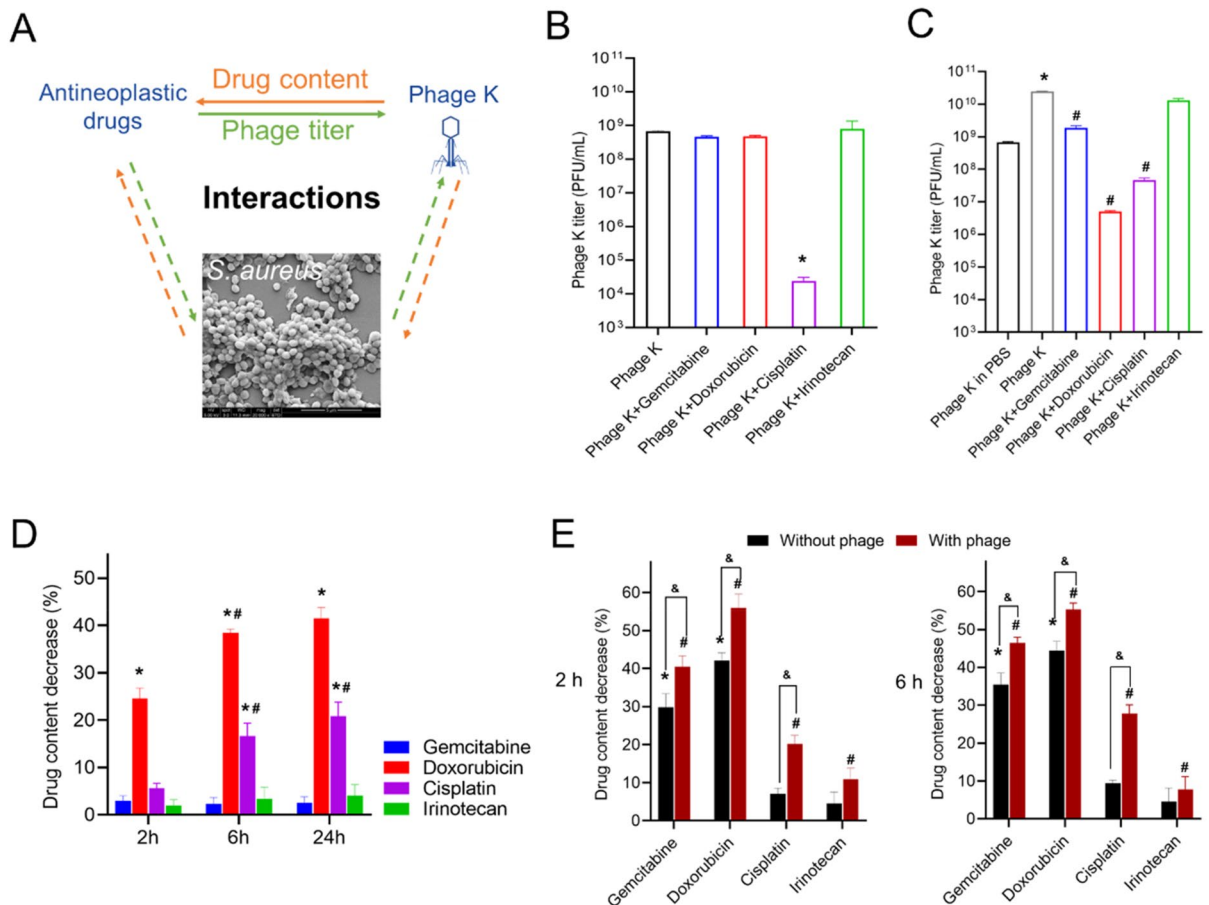 A
Antineoplastic
drugs
Drug content
Phage titer
Phage K
Interactions
S. aureus
B
Phage K titer (PFU/mL)
10¹¹
10¹⁰
10⁹
10⁸
10⁷
10⁶
10⁵
10⁴
10³
*
Phage K
Phage K+Gemcitabine
Phage K+Doxorubicin
Phage K+Cisplatin
Phage K+Irinotecan
C
Phage K titer (PFU/mL)
10¹¹
10¹⁰
10⁹
10⁸
10⁷
10⁶
10⁵
10⁴
10³
*
#
#
#
Phage K in PBS
Phage K
Phage K+Gemcitabine
Phage K+Doxorubicin
Phage K+Cisplatin
Phage K+Irinotecan
D
Drug content decrease (%)
50
40
30
20
10
0
*
*#
*#
*
*#
2h
6h
24h
Gemcitabine
Doxorubicin
Cisplatin
Irinotecan
E
Without phage
With phage
2 h
Drug content decrease (%)
60
50
40
30
20
10
0
&
*
#
&
*
#
&
#
#
Gemcitabine
Doxorubicin
Cisplatin
Irinotecan
6 h
Drug content decrease (%)
60
50
40
30
20
10
0
&
*
#
&
*
#
&
#
#
Gemcitabine
Doxorubicin
Cisplatin
Irinotecan